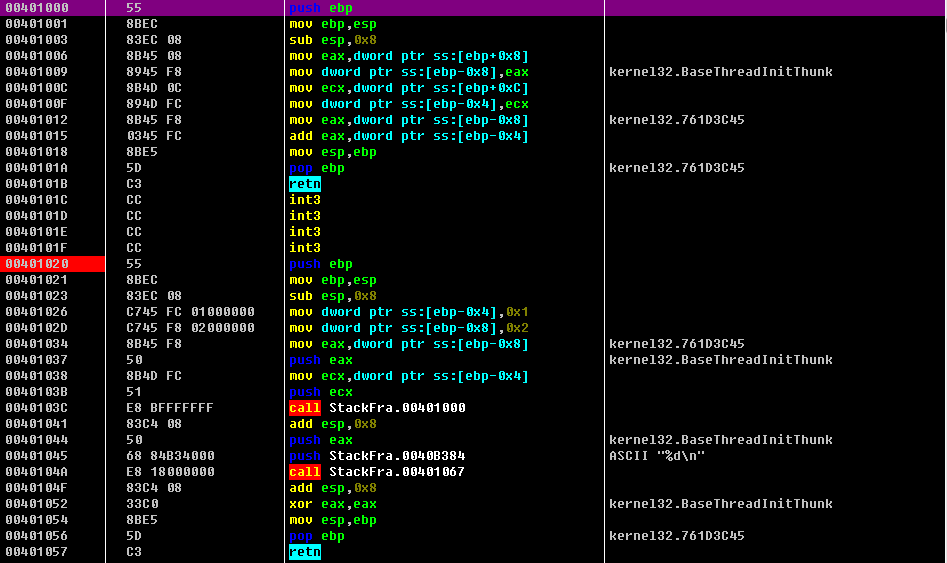 00401000 55 push ebp
00401001 8BEC mov ebp,esp
00401003 83EC 08 sub esp,0x8
00401006 8B45 08 mov eax,dword ptr ss:[ebp+0x8]
00401009 8945 F8 mov dword ptr ss:[ebp-0x8],eax kernel32.BaseThreadInitThunk
0040100C 8B4D 0C mov ecx,dword ptr ss:[ebp+0xC]
0040100F 894D FC mov dword ptr ss:[ebp-0x4],ecx
00401012 8B45 F8 mov eax,dword ptr ss:[ebp-0x8] kernel32.761D3C45
00401015 0345 FC add eax,dword ptr ss:[ebp-0x4]
00401018 8BE5 mov esp,ebp
0040101A 5D pop ebp kernel32.761D3C45
0040101B C3 retn
0040101C CC int3
0040101D CC int3
0040101E CC int3
0040101F CC int3
00401020 55 push ebp
00401021 8BEC mov ebp,esp
00401023 83EC 08 sub esp,0x8
00401026 C745 FC 01000000 mov dword ptr ss:[ebp-0x4],0x1
0040102D C745 F8 02000000 mov dword ptr ss:[ebp-0x8],0x2
00401034 8B45 F8 mov eax,dword ptr ss:[ebp-0x8] kernel32.761D3C45
00401037 50 push eax kernel32.BaseThreadInitThunk
00401038 8B4D FC mov ecx,dword ptr ss:[ebp-0x4]
0040103B 51 push ecx
0040103C E8 BFFFFFFF call StackFra.00401000
00401041 83C4 08 add esp,0x8
00401044 50 push eax kernel32.BaseThreadInitThunk
00401045 68 84B34000 push StackFra.0040B384 ASCII "%d\n"
0040104A E8 18000000 call StackFra.00401067
0040104F 83C4 08 add esp,0x8
00401052 33C0 xor eax,eax kernel32.BaseThreadInitThunk
00401054 8BE5 mov esp,ebp
00401056 5D pop ebp kernel32.761D3C45
00401057 C3 retn